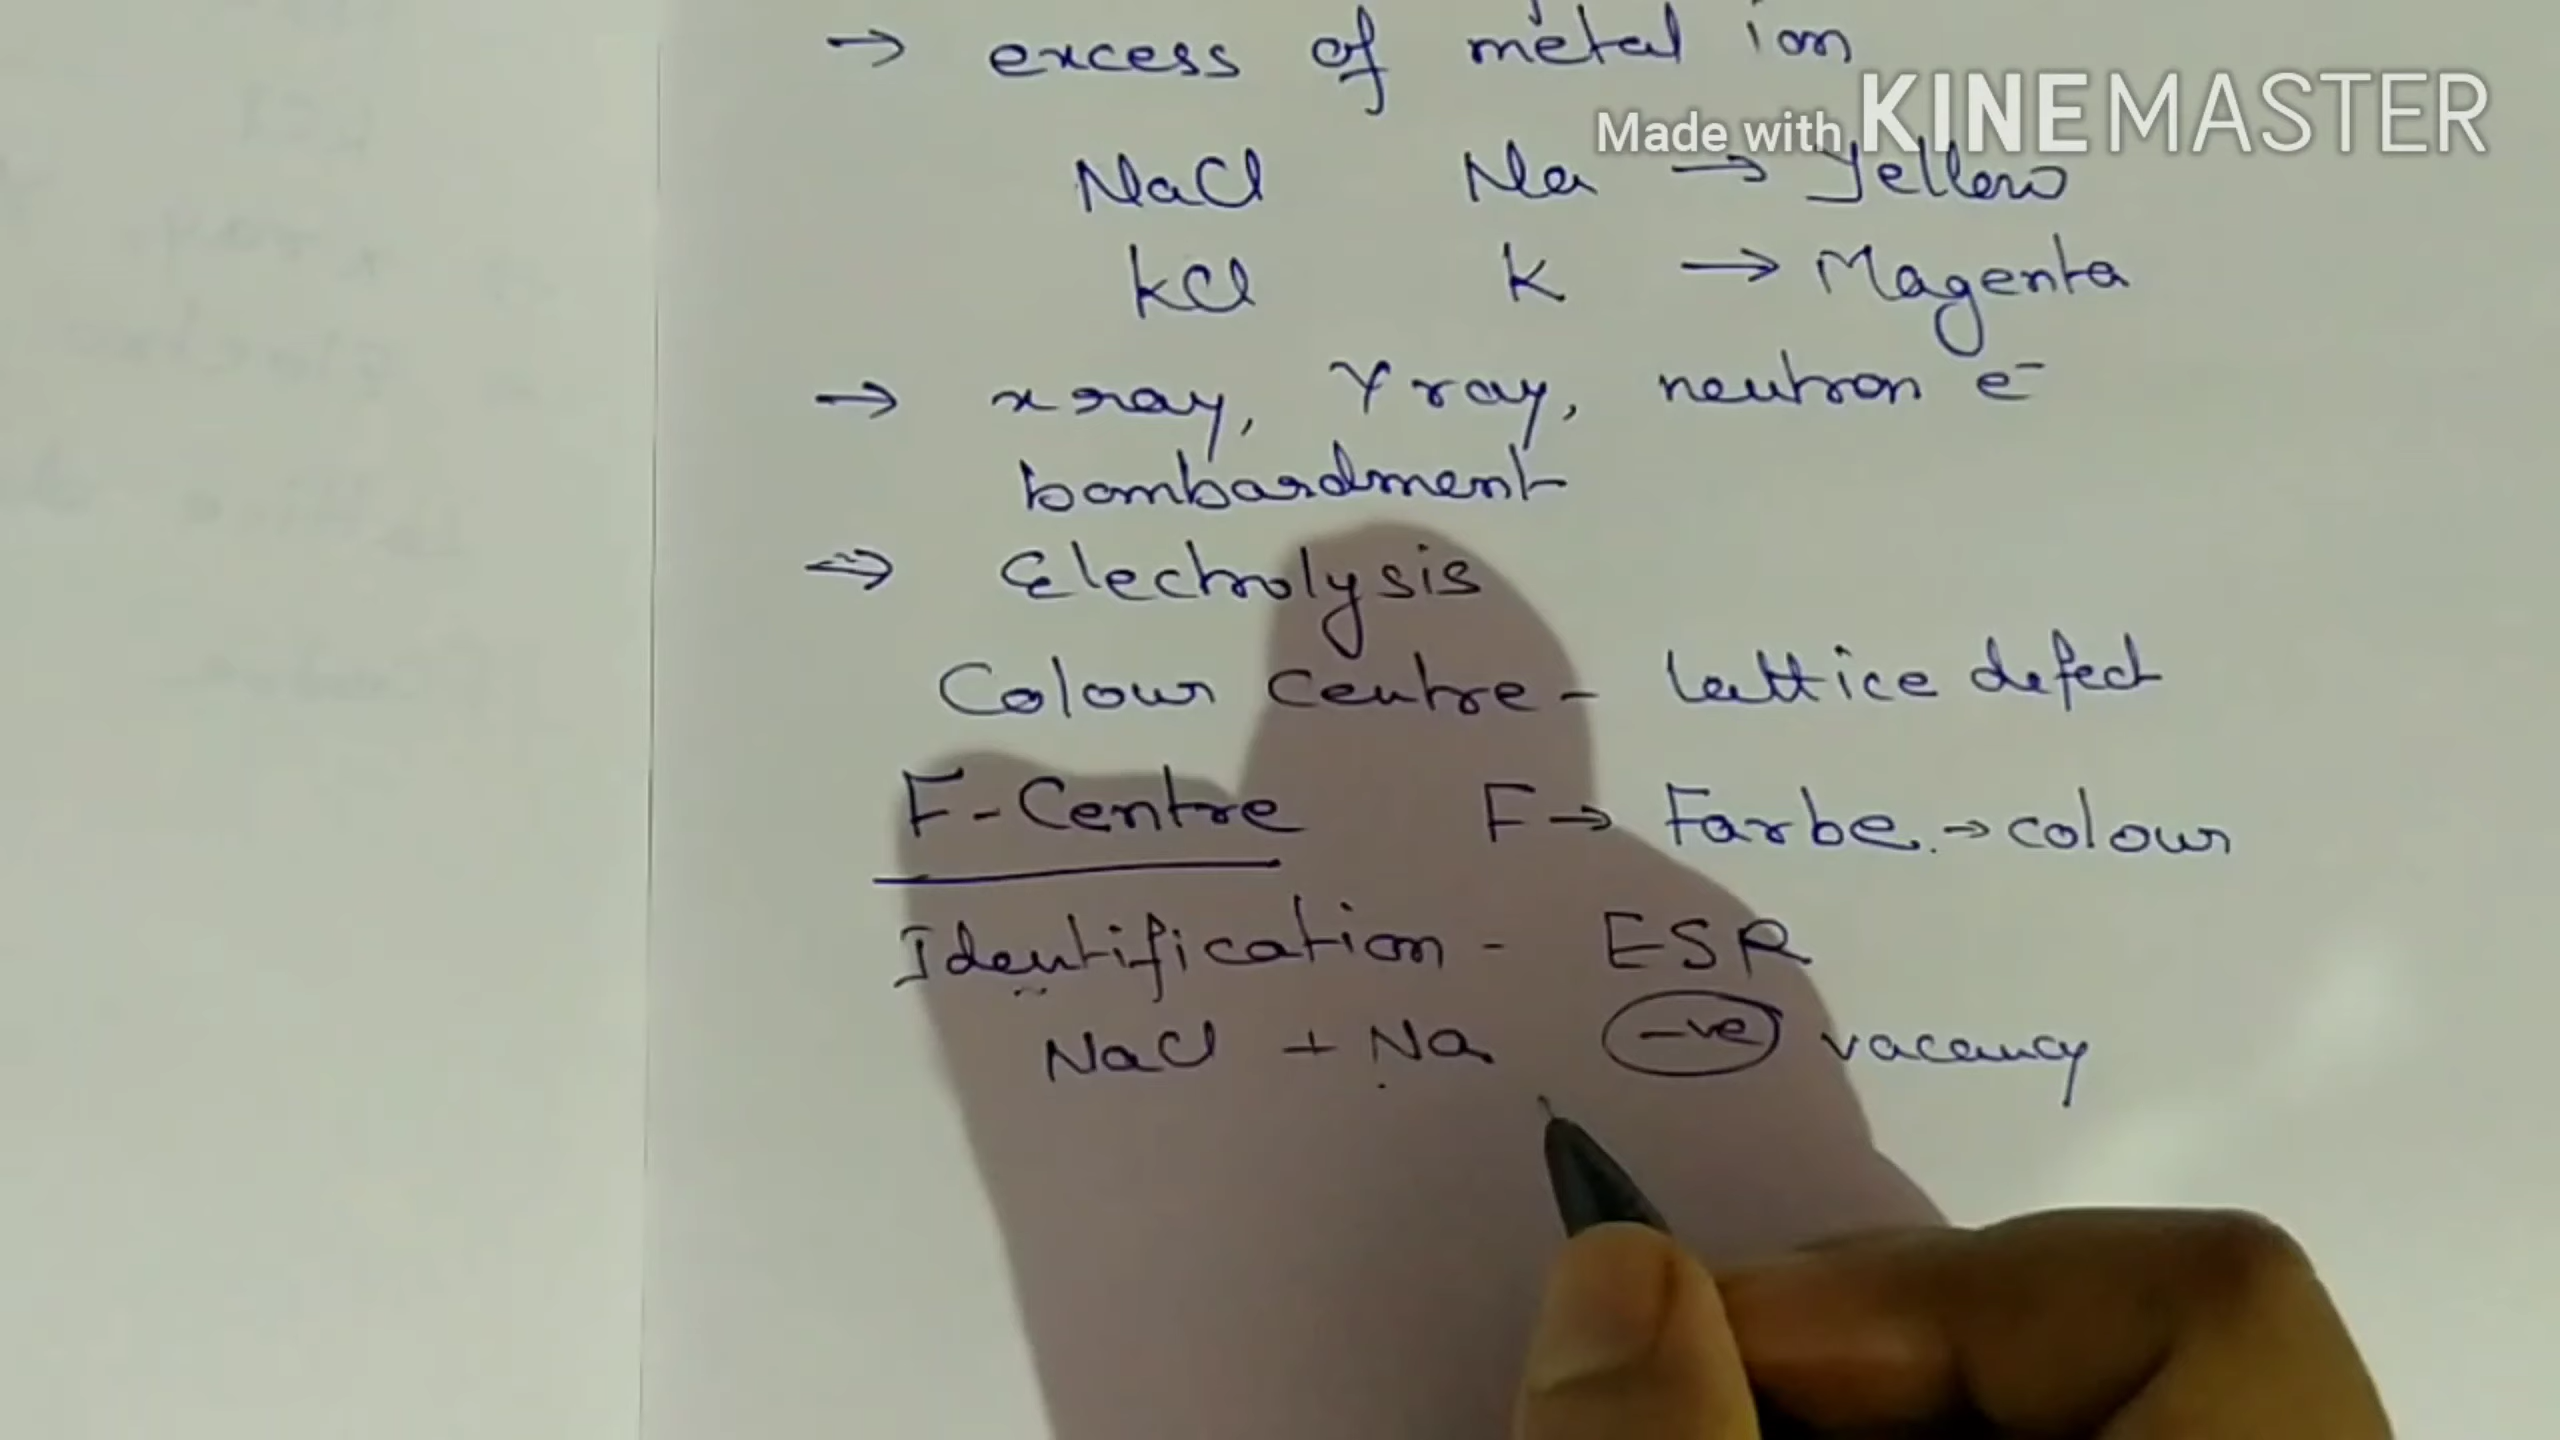 → excess of metal ion
Made with KINEMASTER
NaCl Na → Yellow
KCl K → Magenta
→ x ray, γ ray, neutron e⁻
bombardment
⇒ Electrolysis
Colour Centre - Lattice defect
F-Centre F → Farbe. → colour
Identification - ESR
NaCl + Na -ve vacancy